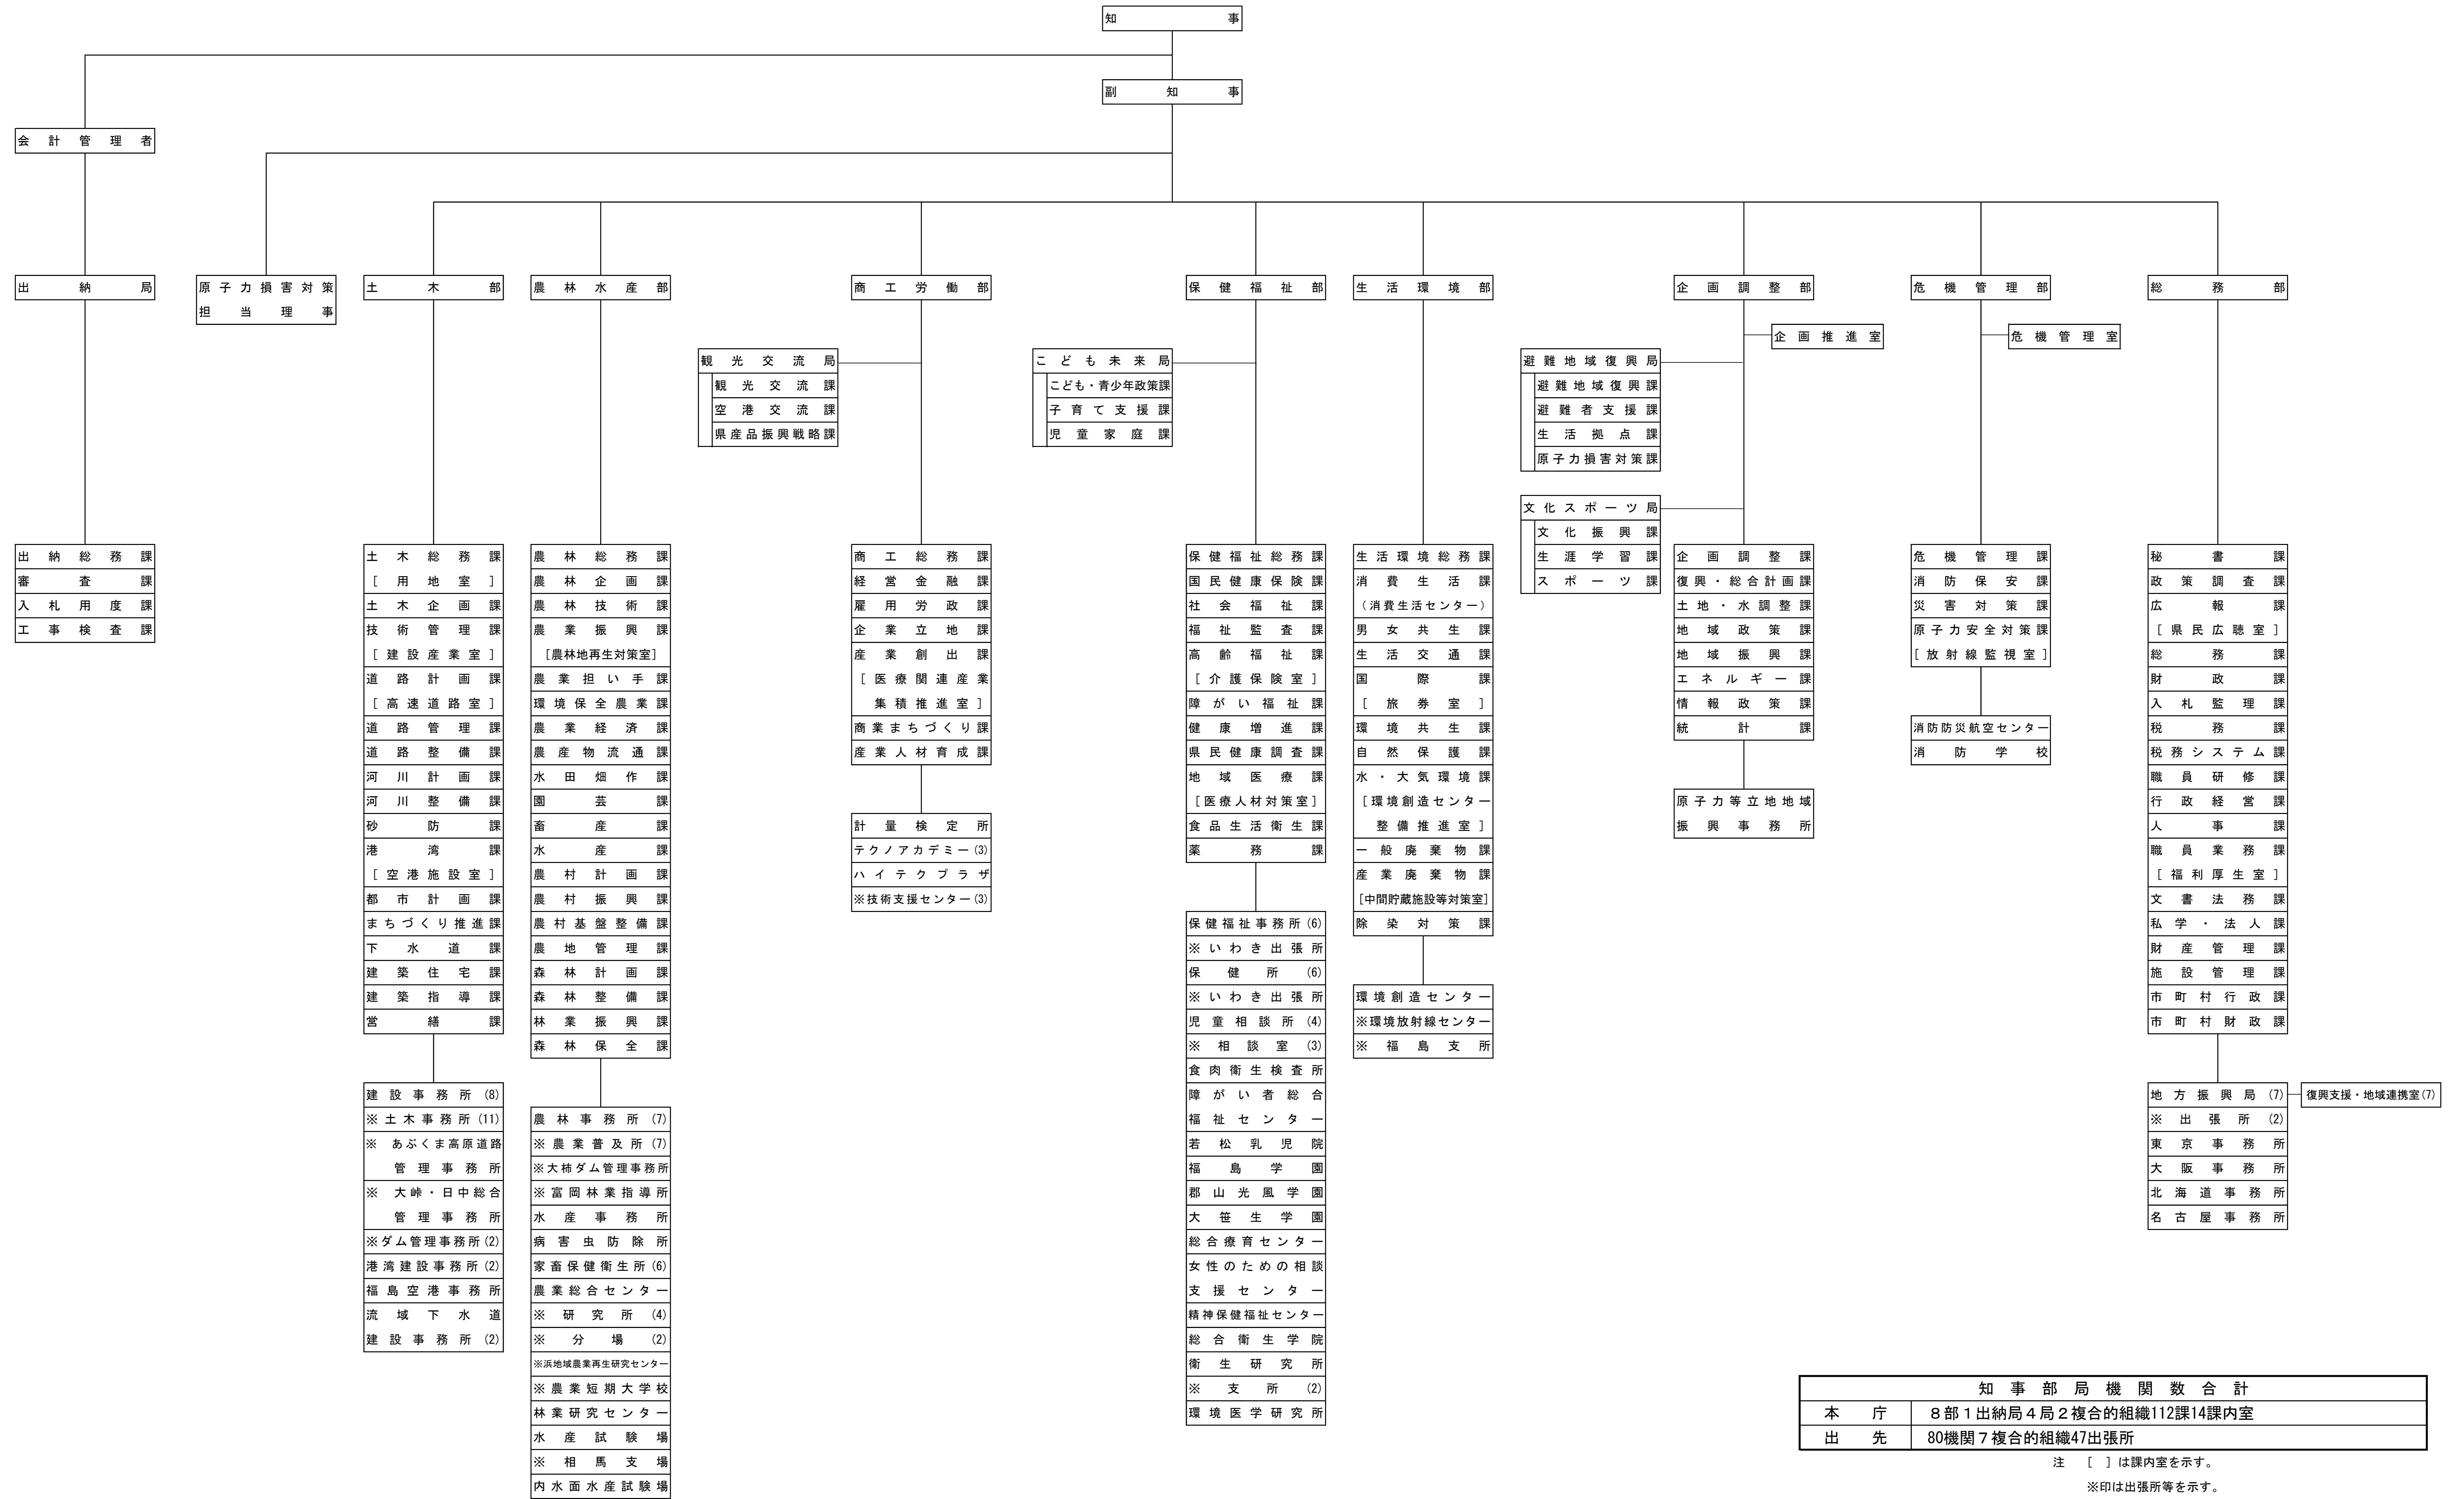 知事
副知事
会計管理者
出納局
出納総務課
審査課
入札用度課
工事検査課
原子力損害対策
担当理事
土木部
土木総務課
[用地室]
土木企画課
技術管理課
[建設産業室]
道路計画課
[高速道路室]
道路管理課
道路整備課
河川計画課
河川整備課
砂防課
港湾課
[空港施設室]
都市計画課
まちづくり推進課
下水道課
建築住宅課
建築指導課
営繕課
建設事務所(8)
※土木事務所(11)
※ あぶくま高原道路
管理事務所
※ 大峠・日中総合
管理事務所
※ダム管理事務所(2)
港湾建設事務所(2)
福島空港事務所
流域下水道
建設事務所(2)
農林水産部
農林総務課
農林企画課
農林技術課
農業振興課
[農林地再生対策室]
農業担い手課
環境保全農業課
農業経済課
農産物流通課
水田畑作課
園芸課
畜産課
水産課
農村計画課
農村振興課
農村基盤整備課
農地管理課
森林計画課
森林整備課
林業振興課
森林保全課
農林事務所(7)
※農業普及所(7)
※大柿ダム管理事務所
※富岡林業指導所
水産事務所
病害虫防除所
家畜保健衛生所(6)
農業総合センター
※研究所(4)
※分場(2)
※浜地域農業再生研究センター
※農業短期大学校
林業研究センター
水産試験場
※相馬支場
内水面水産試験場
商工労働部
観光交流局
観光交流課
空港交流課
県産品振興戦略課
商工総務課
経営金融課
雇用労政課
企業立地課
産業創出課
[医療関連産業
集積推進室]
商業まちづくり課
産業人材育成課
計量検定所
テクノアカデミー(3)
ハイテクプラザ
※技術支援センター(3)
保健福祉部
こども未来局
こども・青少年政策課
子育て支援課
児童家庭課
保健福祉総務課
国民健康保険課
社会福祉課
福祉監査課
高齢福祉課
[介護保険室]
障がい福祉課
健康増進課
県民健康調査課
地域医療課
[医療人材対策室]
食品生活衛生課
薬務課
保健福祉事務所(6)
※いわき出張所
保健所(6)
※いわき出張所
児童相談所(4)
※相談室(3)
食肉衛生検査所
障がい者総合
福祉センター
若松乳児院
福島学園
郡山光風学園
大笹生学園
総合療育センター
女性のための相談
支援センター
精神保健福祉センター
総合衛生学院
衛生研究所
※支所(2)
環境医学研究所
生活環境部
生活環境総務課
消費生活課
(消費生活センター)
男女共生課
生活交通課
国際課
[旅券室]
環境共生課
自然保護課
水・大気環境課
[環境創造センター
整備推進室]
一般廃棄物課
産業廃棄物課
[中間貯蔵施設等対策室]
除染対策課
環境創造センター
※環境放射線センター
※福島支所
企画調整部
企画推進室
避難地域復興局
避難地域復興課
避難者支援課
生活拠点課
原子力損害対策課
文化スポーツ局
文化振興課
生涯学習課
スポーツ課
企画調整課
復興・総合計画課
土地・水調整課
地域政策課
地域振興課
エネルギー課
情報政策課
統計課
原子力等立地地域
振興事務所
危機管理部
危機管理室
危機管理課
消防保安課
災害対策課
原子力安全対策課
[放射線監視室]
消防防災航空センター
消防学校
総務部
秘書課
政策調査課
広報課
[県民広聴室]
総務課
財政課
入札監理課
税務課
税務システム課
職員研修課
行政経営課
人事課
職員業務課
[福利厚生室]
文書法務課
私学・法人課
財産管理課
施設管理課
市町村行政課
市町村財政課
地方振興局(7)
復興支援・地域連携室(7)
※出張所(2)
東京事務所
大阪事務所
北海道事務所
名古屋事務所
知事部局機関数合計
本庁 8部1出納局4局2複合的組織112課14課内室
出先 80機関7複合的組織47出張所
注 [ ]は課内室を示す。
※印は出張所等を示す。